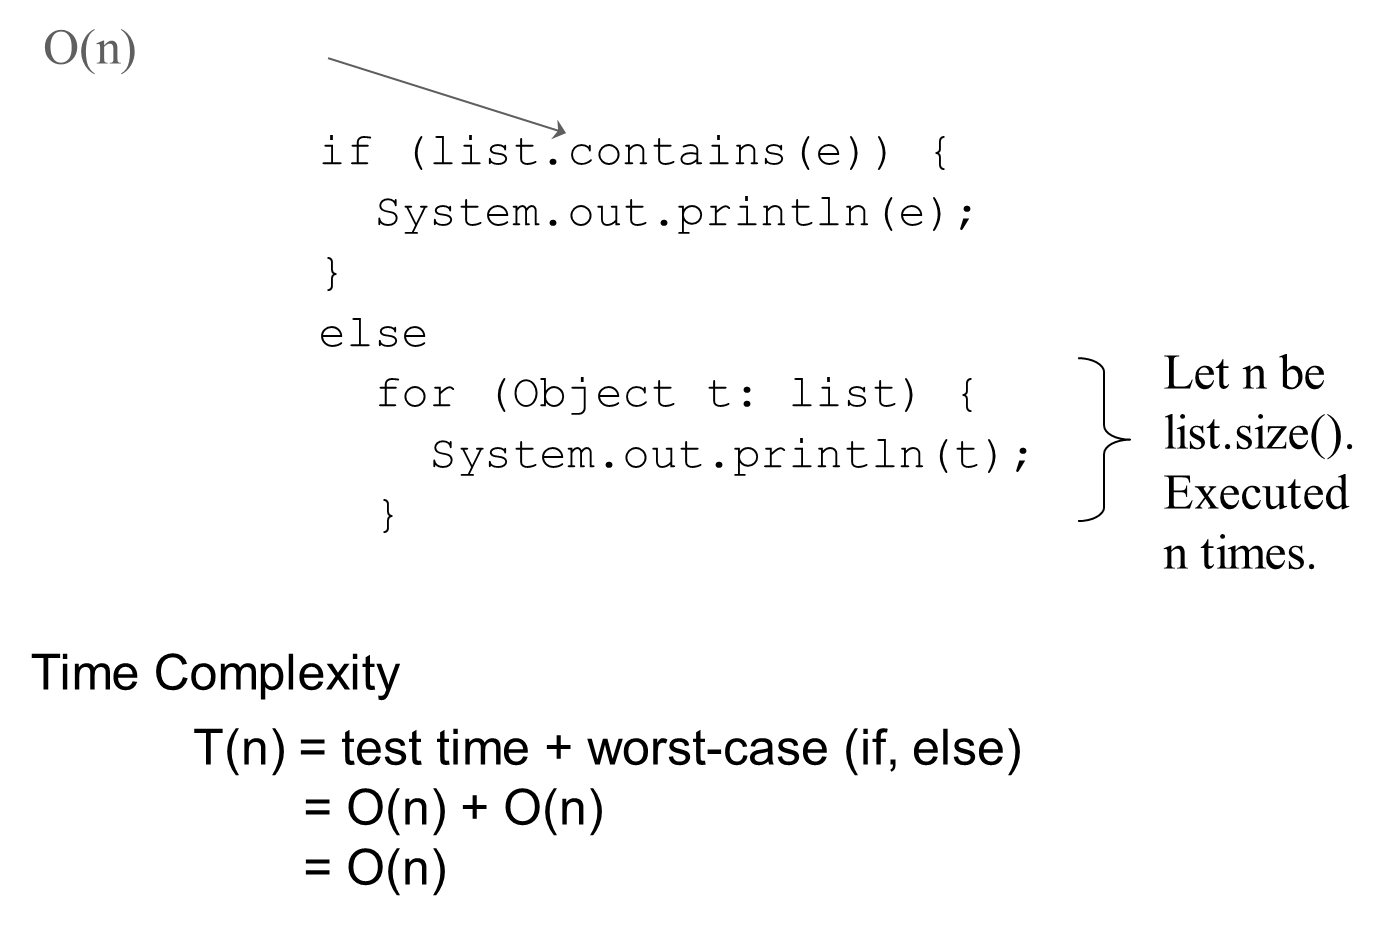 O(n)
if (list.contains(e)) {
System.out.println(e);
}
else
for (Object t: list) {
System.out.println(t);
}
Let n be
list.size().
Executed
n times.
Time Complexity
T(n) = test time + worst-case (if, else)
= O(n) + O(n)
= O(n)